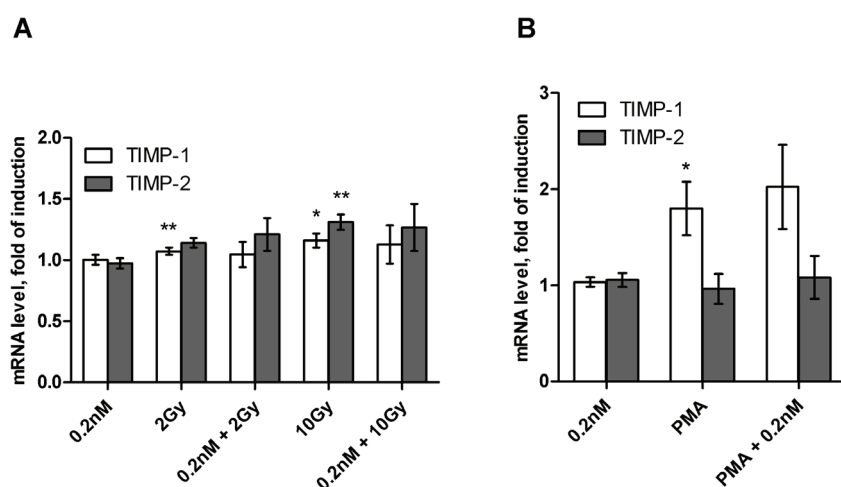 A
mRNA level, fold of induction
2.0
1.5
1.0
0.5
0.0
TIMP-1
TIMP-2
**
*
**
0.2nM
2Gy
0.2nM + 2Gy
10Gy
0.2nM + 10Gy
B
mRNA level, fold of induction
3
2
1
0
TIMP-1
TIMP-2
*
0.2nM
PMA
PMA + 0.2nM